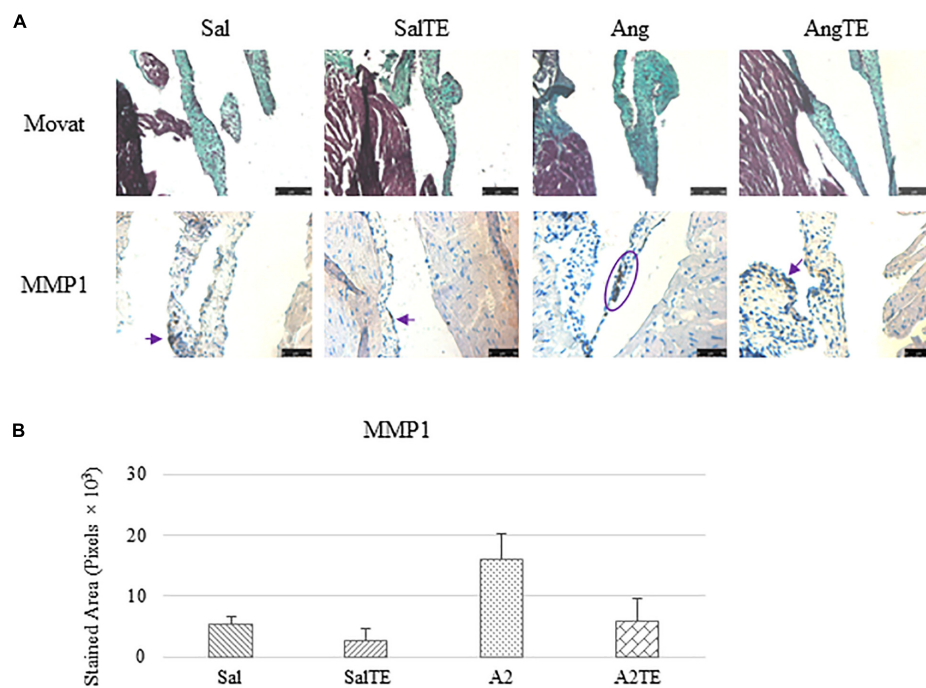 A
Sal SalTE Ang AngTE
Movat
MMP1
B
MMP1
Stained Area (Pixels × 10³)
30
20
10
0
Sal SalTE A2 A2TE